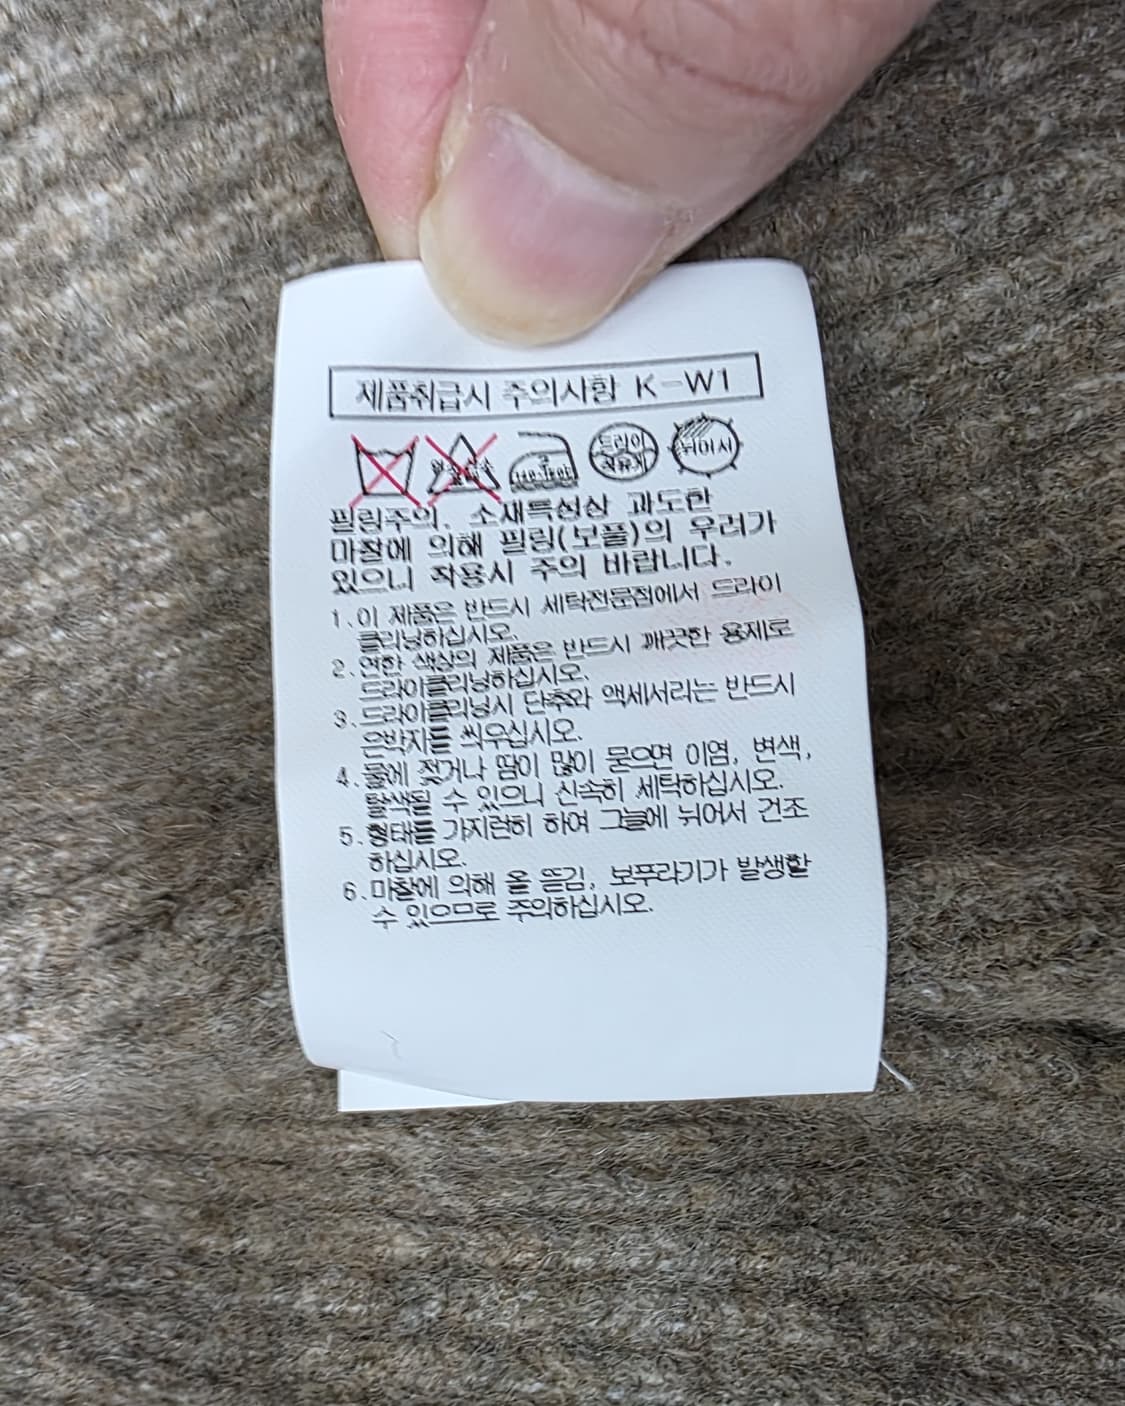 제품취급시 주의사항 K-W1
드라이
석유계
뉘어서
필링주의. 소재특성상 과도한
마찰에 의해 필링(보풀)의 우려가
있으니 착용시 주의 바랍니다.
1.이 제품은 반드시 세탁전문점에서 드라이
클리닝하십시오.
2.연한 색상의 제품은 반드시 깨끗한 용제로
드라이클리닝하십시오.
3.드라이클리닝시 단추와 액세서리는 반드시
은박지를 씌우십시오.
4.물에 젖거나 땀이 많이 묻으면 이염, 변색,
탈색될 수 있으니 신속히 세탁하십시오.
5.형태를 가지런히 하여 그늘에 뉘어서 건조
하십시오.
6.마찰에 의해 올 뜯김, 보푸라기가 발생할
수 있으므로 주의하십시오.